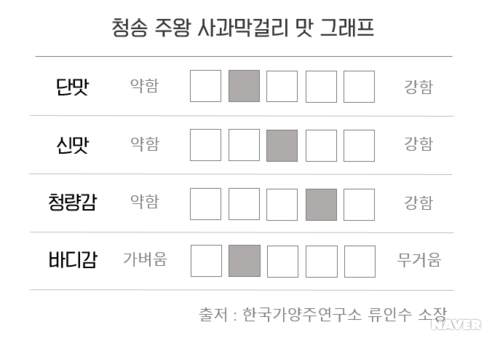 청송 주왕 사과막걸리 맛 그래프
단맛 약함 강함
신맛 약함 강함
청량감 약함 강함
바디감 가벼움 무거움
출저 : 한국가양주연구소 류인수 소장
NAVER